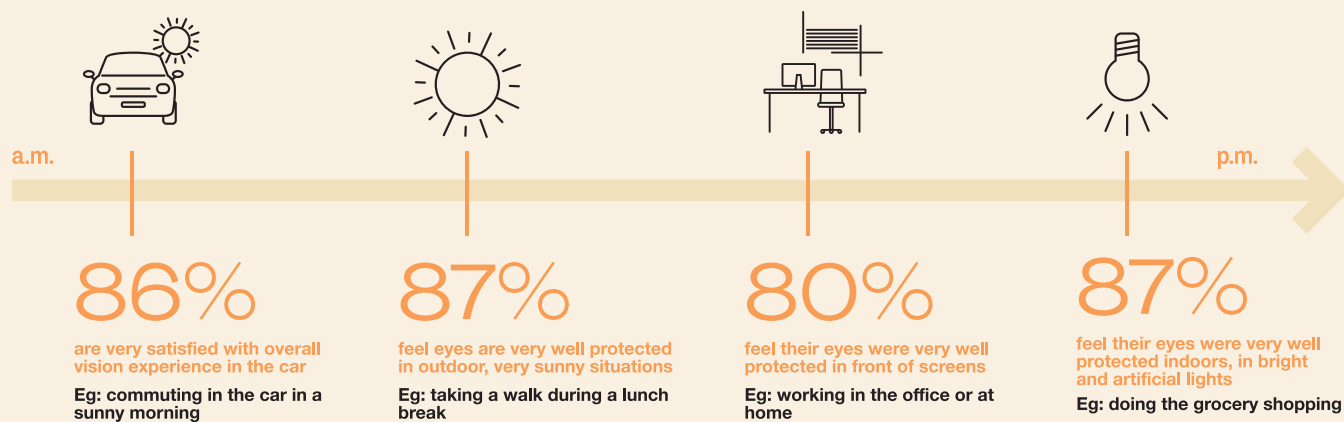 a.m.
p.m.
86%
are very satisfied with overall
vision experience in the car
Eg: commuting in the car in a
sunny morning
87%
feel eyes are very well protected
in outdoor, very sunny situations
Eg: taking a walk during a lunch
break
80%
feel their eyes were very well
protected in front of screens
Eg: working in the office or at
home
87%
feel their eyes were very well
protected indoors, in bright
and artificial lights
Eg: doing the grocery shopping